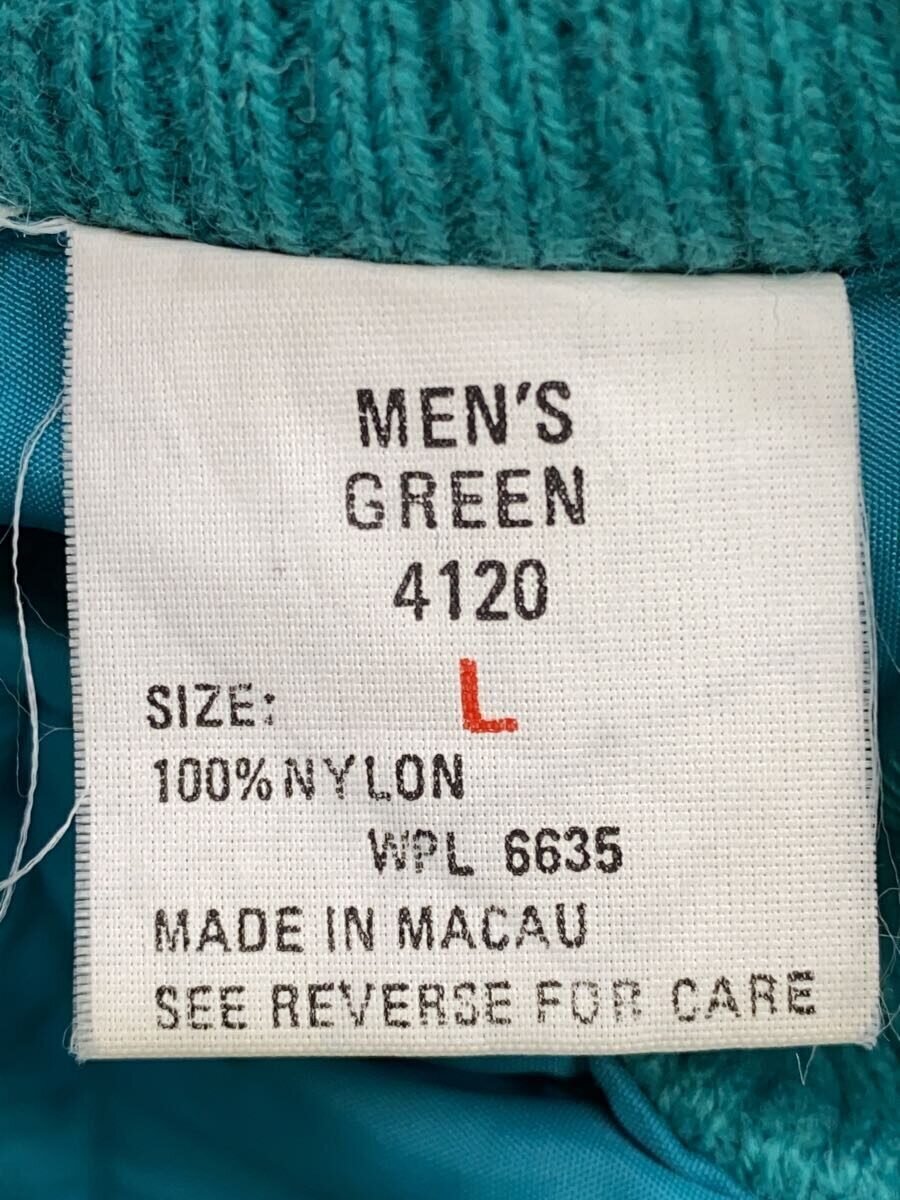 MEN'S
GREEN
4120
SIZE: L
100% NYLON
WPL 6635
MADE IN MACAU
SEE REVERSE FOR CARE